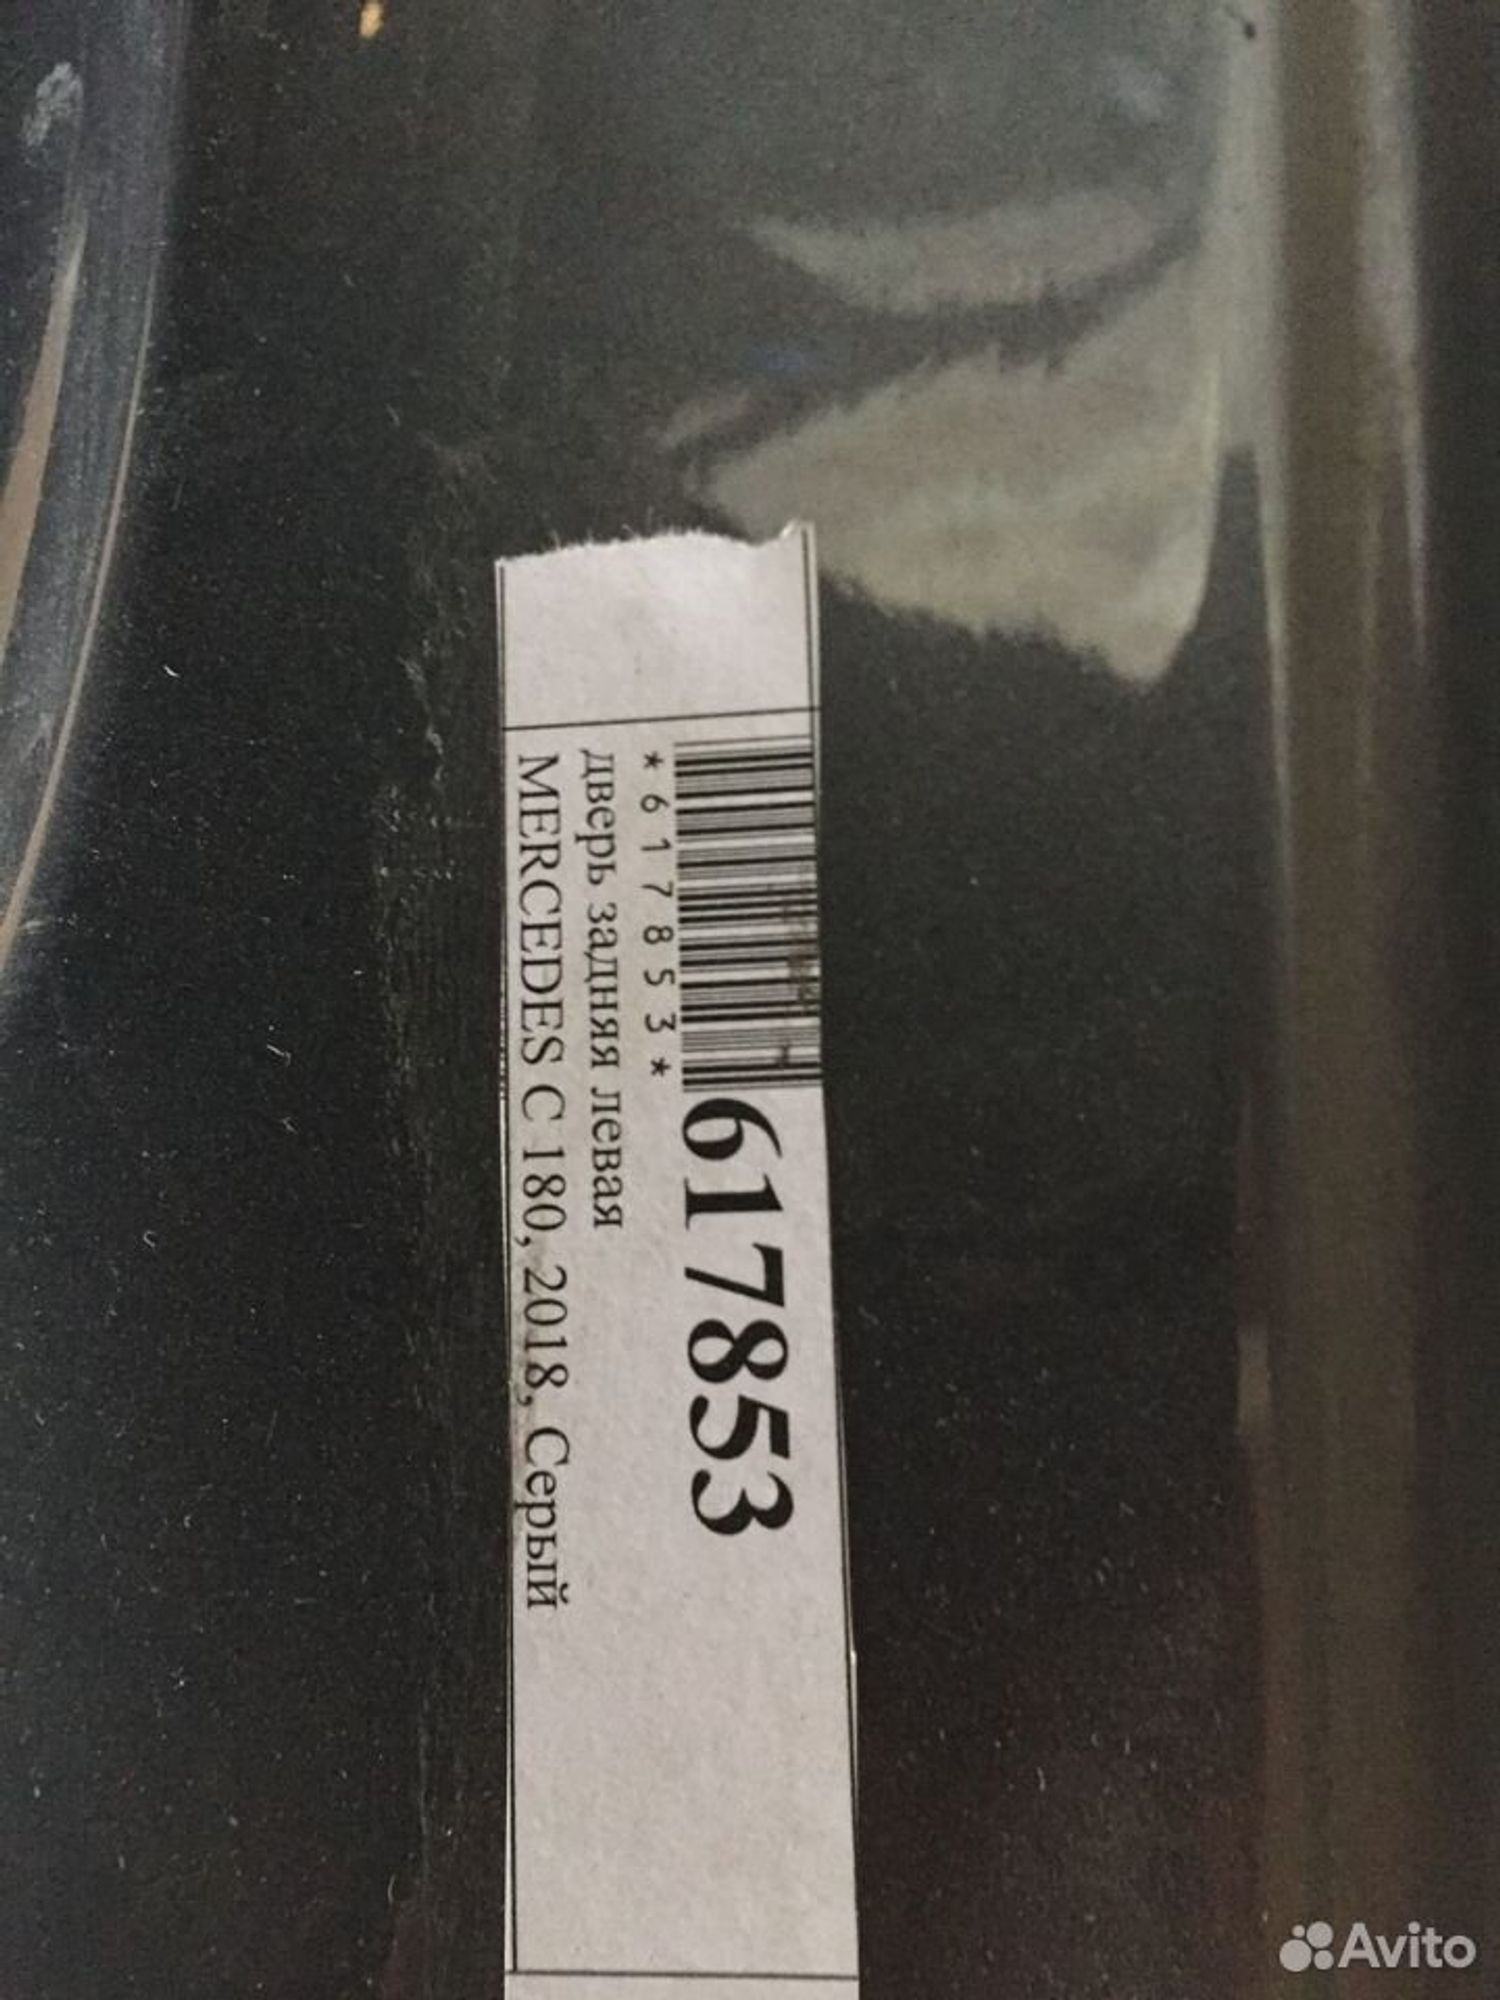 617853
*617853*
дверь задняя левая
MERCEDES C 180, 2018, Серый
Avito